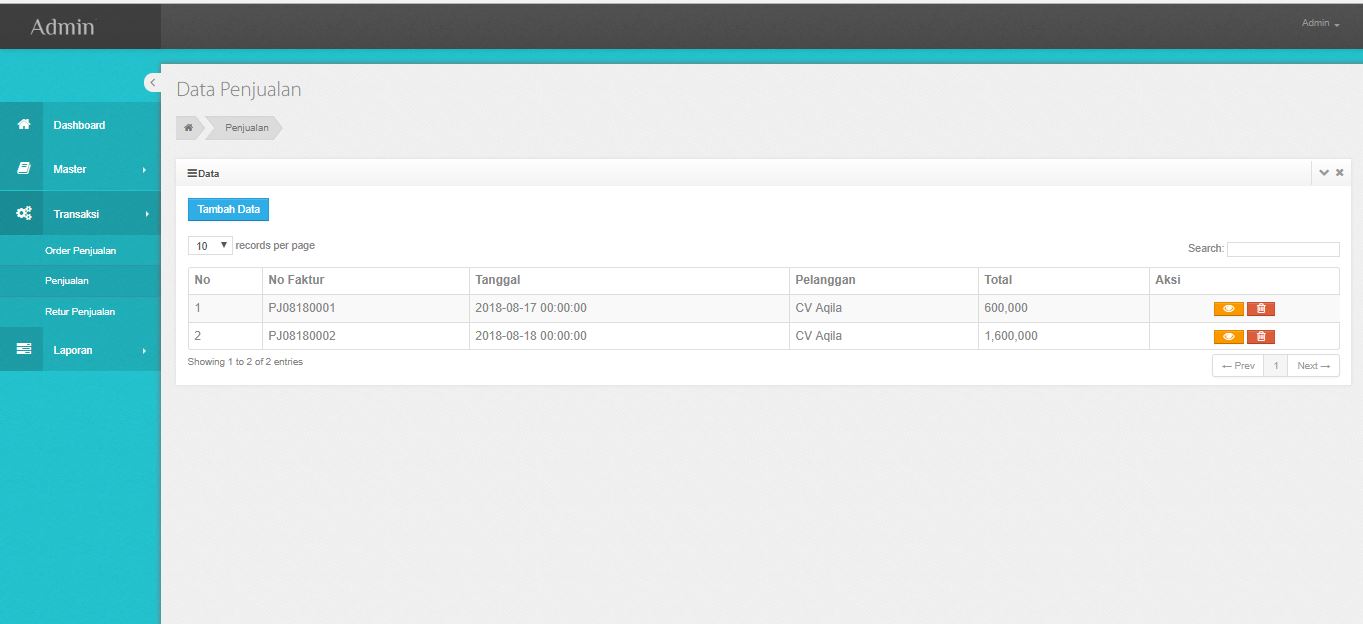 Admin
Admin
Data Penjualan
Penjualan
Dashboard
Master
Transaksi
Order Penjualan
Penjualan
Retur Penjualan
Laporan
Data
Tambah Data
10 records per page
Search:
No No Faktur Tanggal Pelanggan Total Aksi
1 PJ08180001 2018-08-17 00:00:00 CV Aqila 600,000
2 PJ08180002 2018-08-18 00:00:00 CV Aqila 1,600,000
Showing 1 to 2 of 2 entries
← Prev 1 Next →